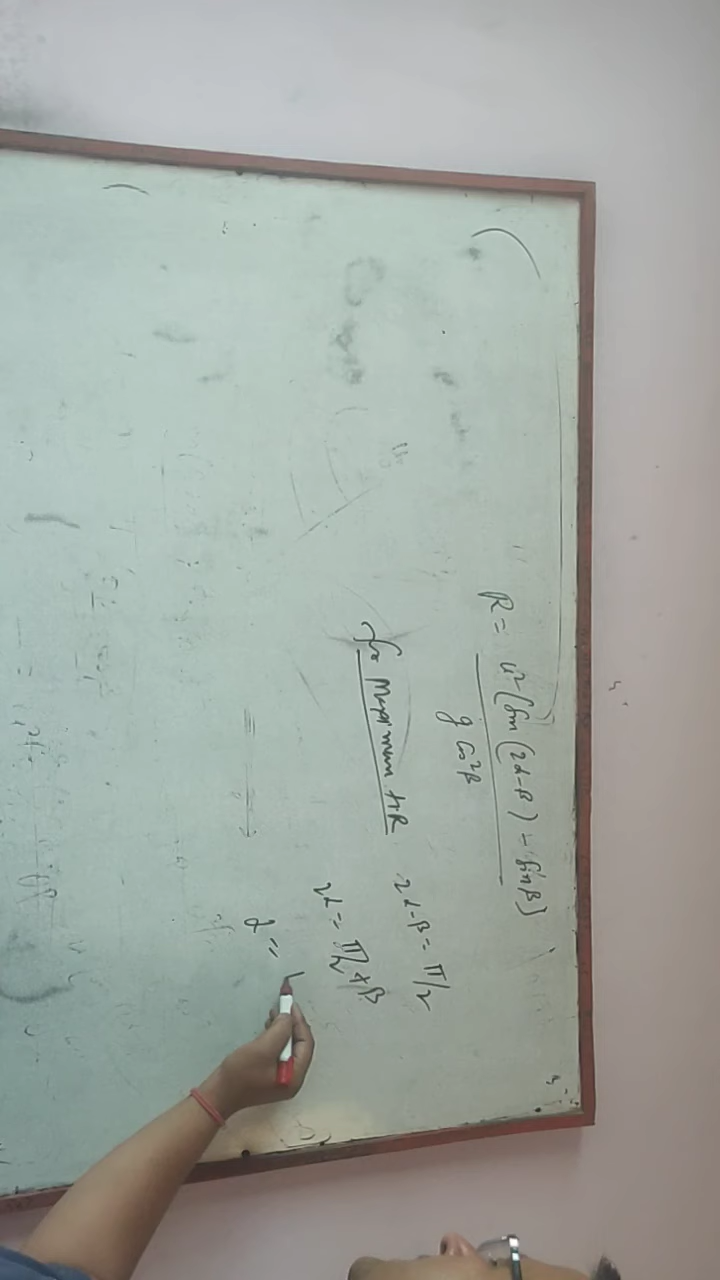 R = u²{sin(2α-β) - sinβ}
g cos²β
for Maximum H.R
2α-β = π/2
2α = π/2 + β
α =